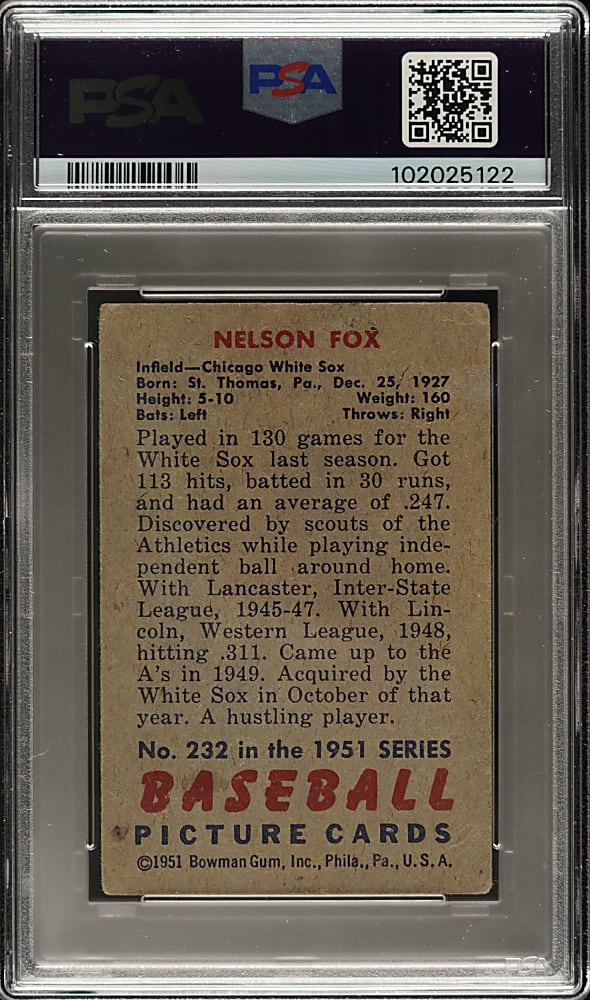 PSA
PSA
102025122
NELSON FOX
Infield—Chicago White Sox
Born: St. Thomas, Pa., Dec. 25, 1927
Height: 5-10 Weight: 160
Bats: Left Throws: Right
Played in 130 games for the
White Sox last season. Got
113 hits, batted in 30 runs,
and had an average of .247.
Discovered by scouts of the
Athletics while playing inde-
pendent ball around home.
With Lancaster, Inter-State
League, 1945-47. With Lin-
coln, Western League, 1948,
hitting .311. Came up to the
A's in 1949. Acquired by the
White Sox in October of that
year. A hustling player.
No. 232 in the 1951 SERIES
BASEBALL
PICTURE CARDS
©1951 Bowman Gum, Inc., Phila., Pa., U. S. A.
PSA